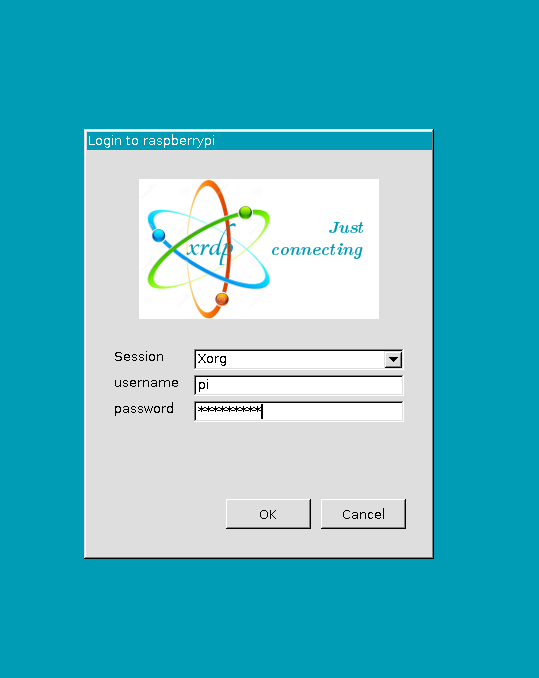 Login to raspberrypi
xrdp
Just
connecting
Session Xorg
username pi
password *********
OK Cancel